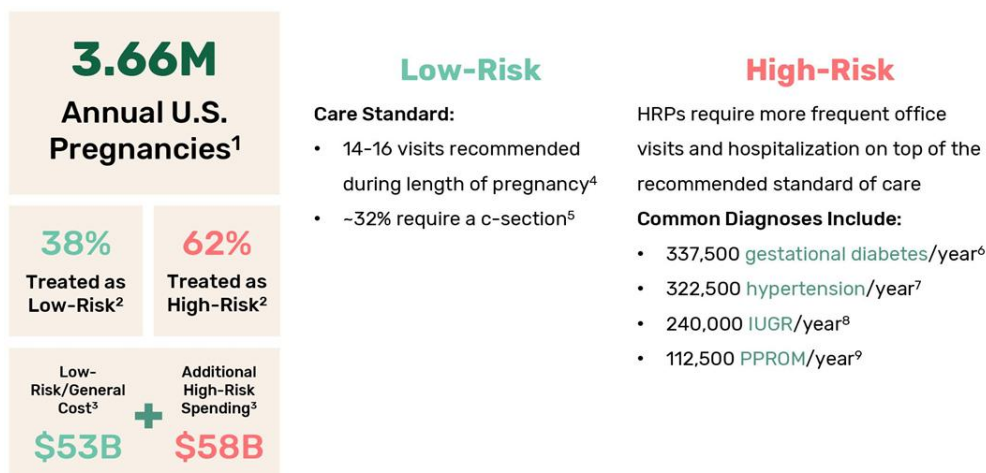 3.66M
Annual U.S.
Pregnancies¹
38%
Treated as
Low-Risk²
62%
Treated as
High-Risk²
Low-
Risk/General
Cost³
$53B
+
Additional
High-Risk
Spending³
$58B
Low-Risk
Care Standard:
• 14-16 visits recommended
during length of pregnancy⁴
• ~32% require a c-section⁵
High-Risk
HRPs require more frequent office
visits and hospitalization on top of the
recommended standard of care
Common Diagnoses Include:
• 337,500 gestational diabetes/year⁶
• 322,500 hypertension/year⁷
• 240,000 IUGR/year⁸
• 112,500 PPROM/year⁹